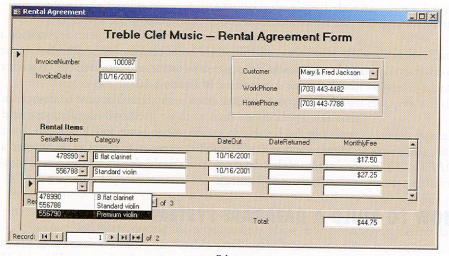 Rental Agreement
Treble Clef Music — Rental Agreement Form
InvoiceNumber 100087
InvoiceDate 10/16/2001
Customer Mary & Fred Jackson
WorkPhone (703) 443-4482
HomePhone (703) 443-7788
Rental Items
SerialNumber Category DateOut DateReturned MonthlyFee
478990 B flat clarinet 10/16/2001 $17.50
556788 Standard violin 10/16/2001 $27.25
478990 B flat clarinet
556788 Standard violin
556790 Premium violin
Re of 3
Total: $44.75
Record: 1 of 2